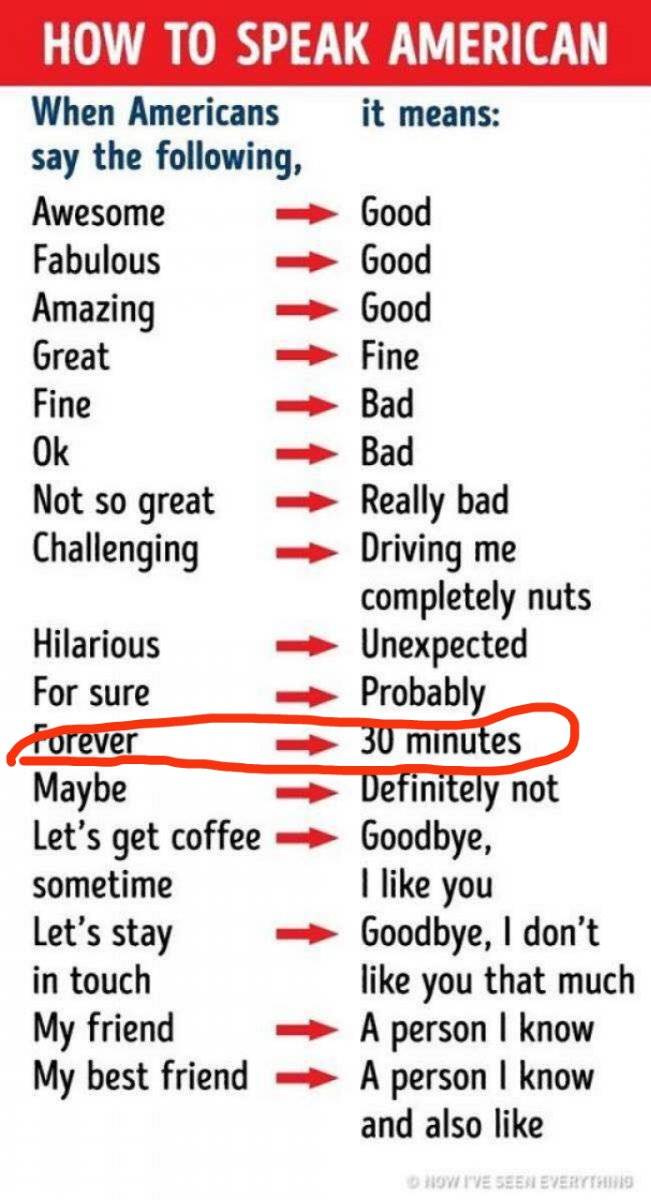 HOW TO SPEAK AMERICAN
When Americans it means:
say the following,
Awesome Good
Fabulous Good
Amazing Good
Great Fine
Fine Bad
Ok Bad
Not so great Really bad
Challenging Driving me
completely nuts
Hilarious Unexpected
For sure Probably
Forever 30 minutes
Maybe Definitely not
Let's get coffee Goodbye,
sometime I like you
Let's stay Goodbye, I don't
in touch like you that much
My friend A person I know
My best friend A person I know
and also like
© NOW I'VE SEEN EVERYTHING